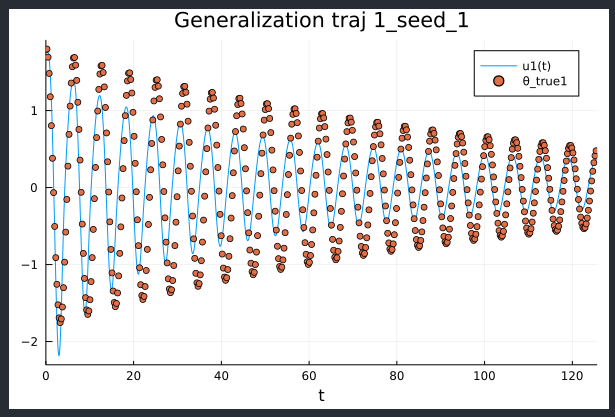 Generalization traj 1_seed_1
u1(t)
θ_true1
1
0
−1
−2
0 20 40 60 80 100 120
t